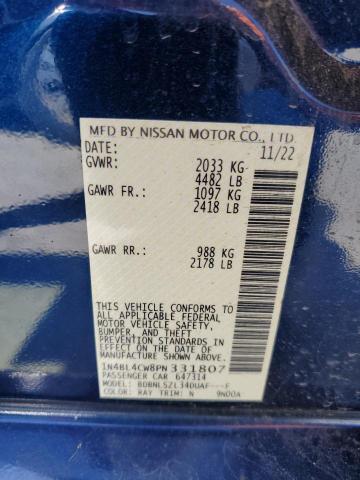 MFD BY NISSAN MOTOR CO., LTD.
DATE: 11/22
GVWR: 2033 KG
4482 LB
GAWR FR.: 1097 KG
2418 LB
GAWR RR.: 988 KG
2178 LB
THIS VEHICLE CONFORMS TO
ALL APPLICABLE FEDERAL
MOTOR VEHICLE SAFETY,
BUMPER, AND THEFT
PREVENTION STANDARDS IN
EFFECT ON THE DATE OF
MANUFACTURE SHOWN ABOVE.
1N4BL4CW8PN331807
PASSENGER CAR 647314
MODEL: BDBNLSZL34DUAF---F
COLOR: RAY TRIM: N 9NDOA